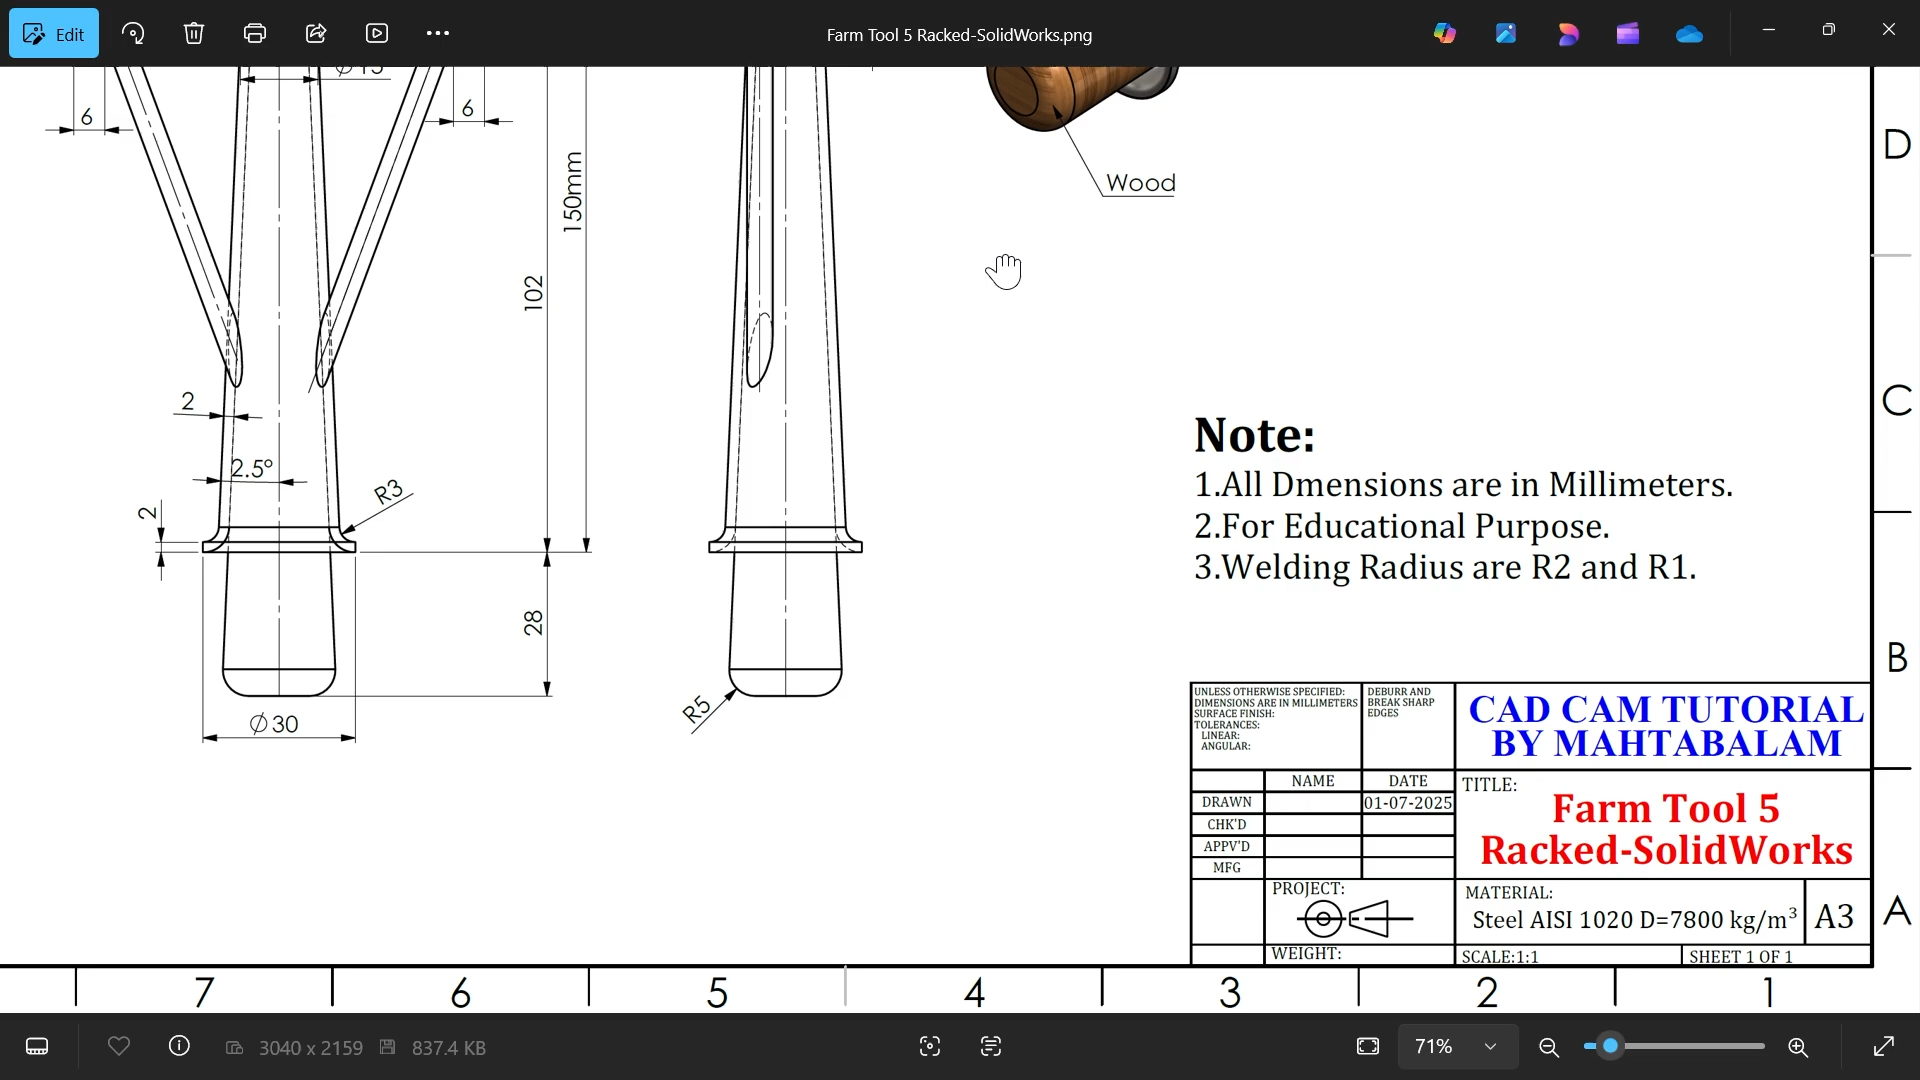 Edit
Farm Tool 5 Racked-SolidWorks.png
6
6
150mm
102
2
2.5°
R3
2
28
Ø30
R5
Wood
D
C
B
A
Note:
1.All Dmensions are in Millimeters.
2.For Educational Purpose.
3.Welding Radius are R2 and R1.
UNLESS OTHERWISE SPECIFIED:
DIMENSIONS ARE IN MILLIMETERS
SURFACE FINISH:
TOLERANCES:
LINEAR:
ANGULAR:
DEBURR AND
BREAK SHARP
EDGES
CAD CAM TUTORIAL
BY MAHTABALAM
NAME DATE
DRAWN 01-07-2025
CHK'D
APPV'D
MFG
TITLE:
Farm Tool 5
Racked-SolidWorks
PROJECT:
MATERIAL:
Steel AISI 1020 D=7800 kg/m³
A3
WEIGHT:
SCALE:1:1
SHEET 1 OF 1
7 6 5 4 3 2 1
3040 x 2159 837.4 KB
71%